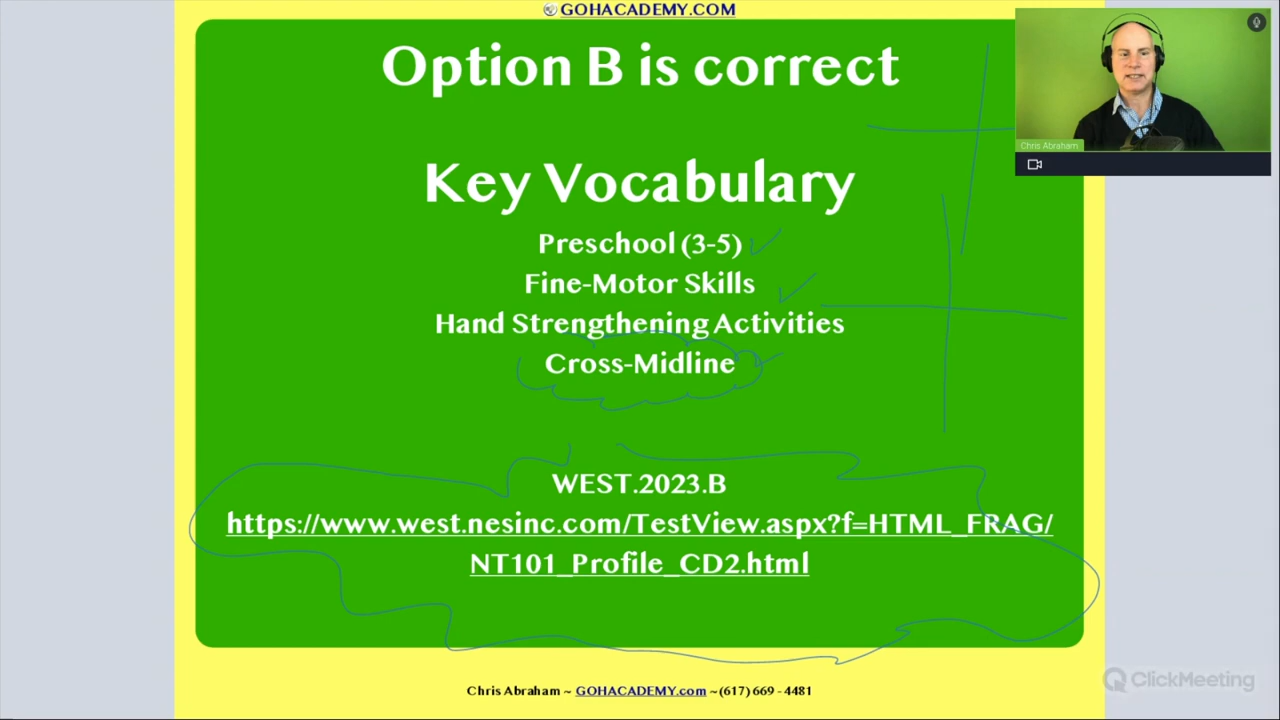 GOHACADEMY.COM
Option B is correct
Chris Abraham
Key Vocabulary
Preschool (3-5)
Fine-Motor Skills
Hand Strengthening Activities
Cross-Midline
WEST.2023.B
https://www.west.nesinc.com/TestView.aspx?f=HTML_FRAG/
NT101_Profile_CD2.html
ClickMeeting
Chris Abraham ~ GOHACADEMY.com ~(617) 669 - 4481